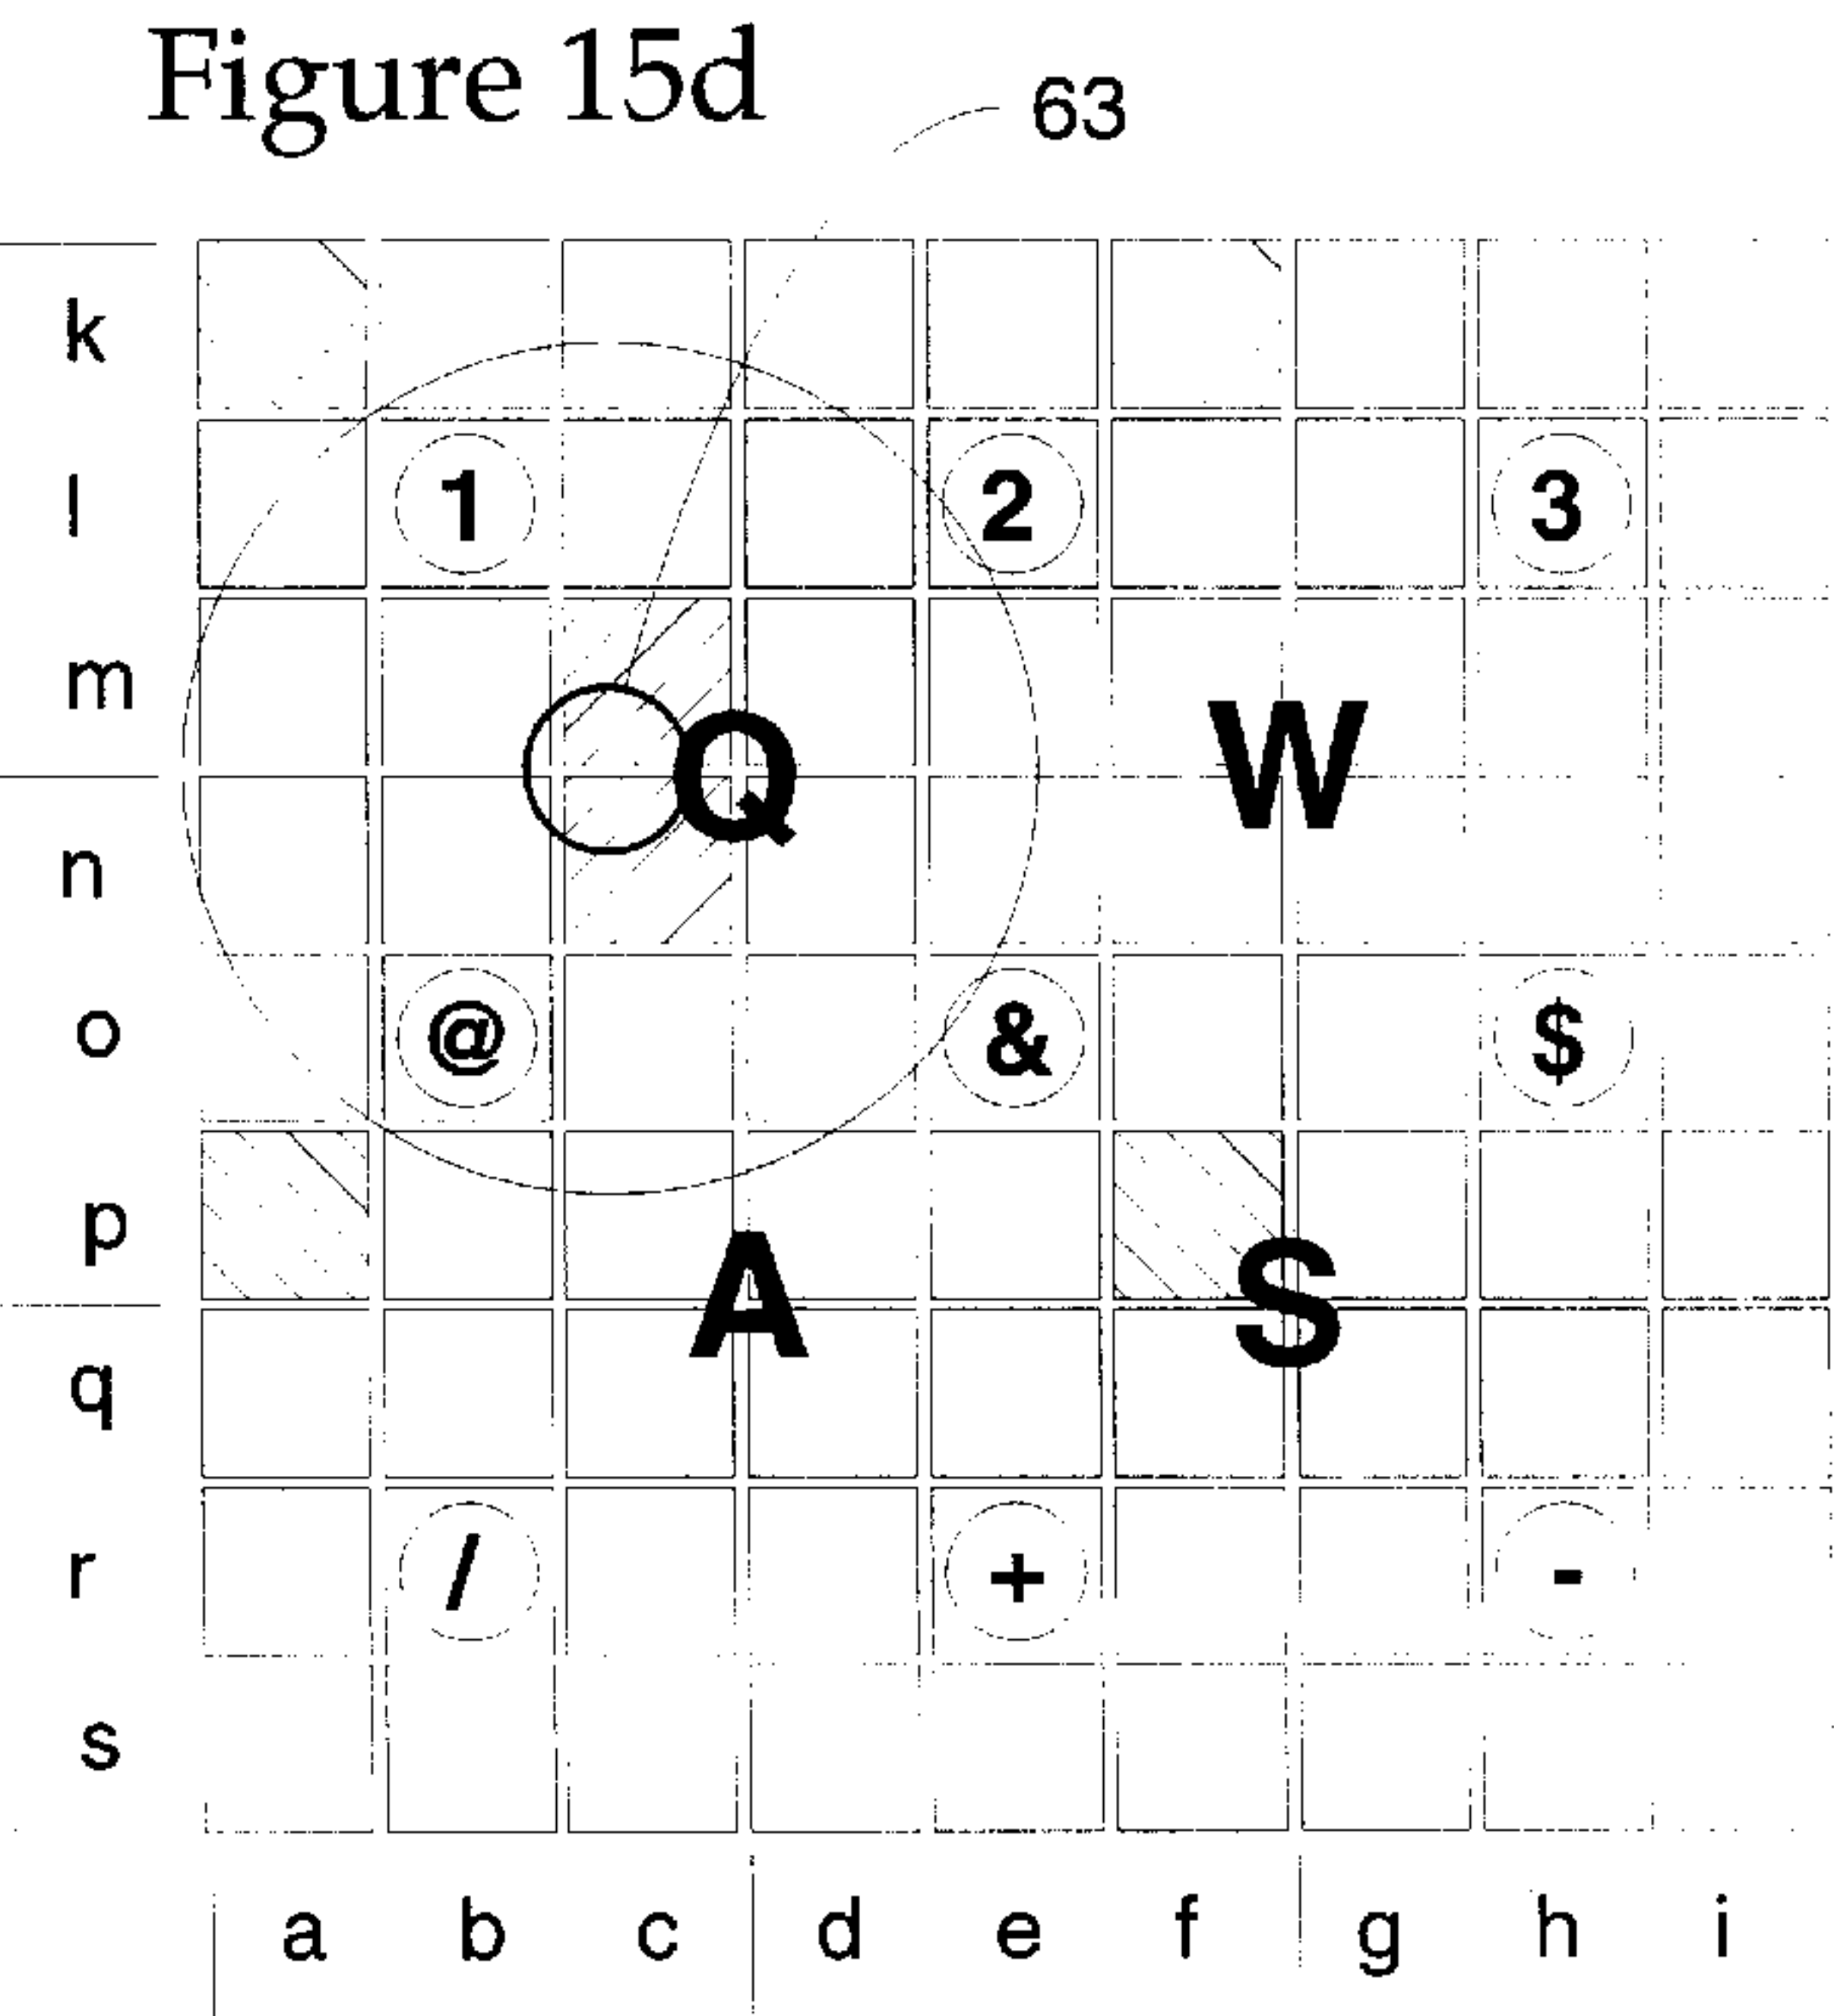 Figure 15d
63
k
l 1 2 3
m
Q W
n
o @ & $
p
A S
q
r / + -
s
a b c d e f g h i